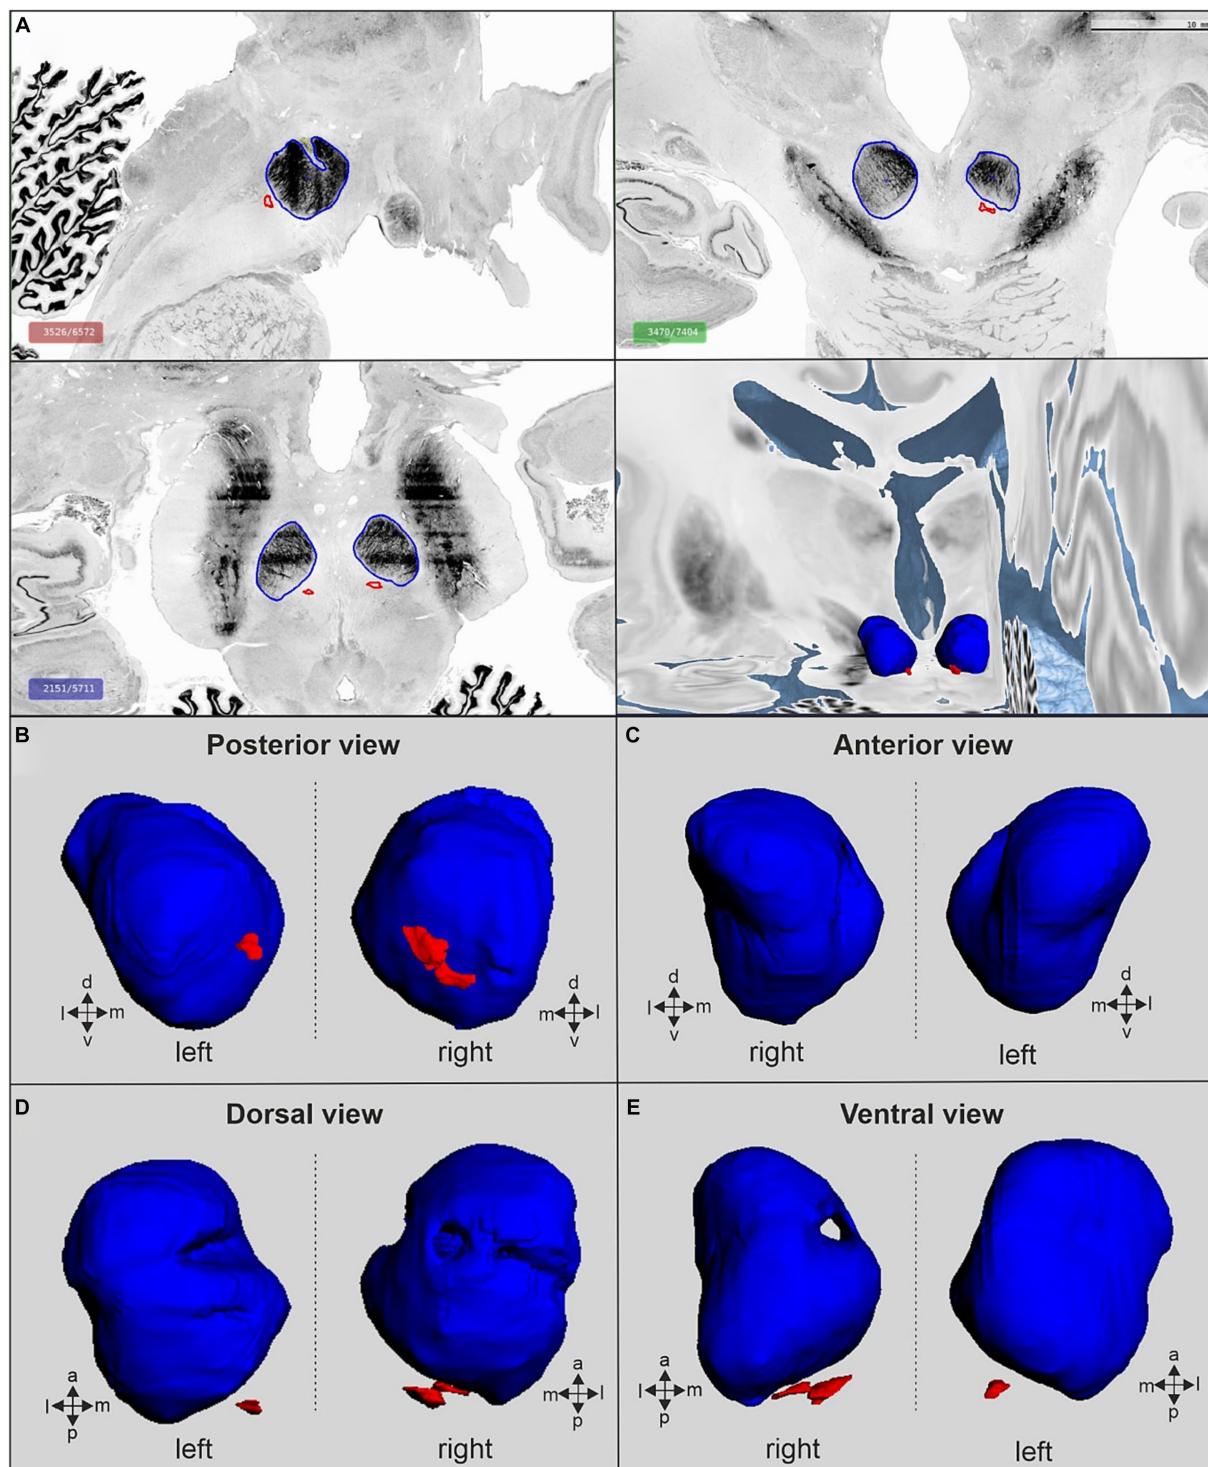 A
10 mm
3526/6572
3470/7404
2151/5711
B
Posterior view
d
l m
v
left
d
m l
v
right
C
Anterior view
d
l m
v
right
d
m l
v
left
D
Dorsal view
a
l m
p
left
a
m l
p
right
E
Ventral view
a
l m
p
right
a
m l
p
left